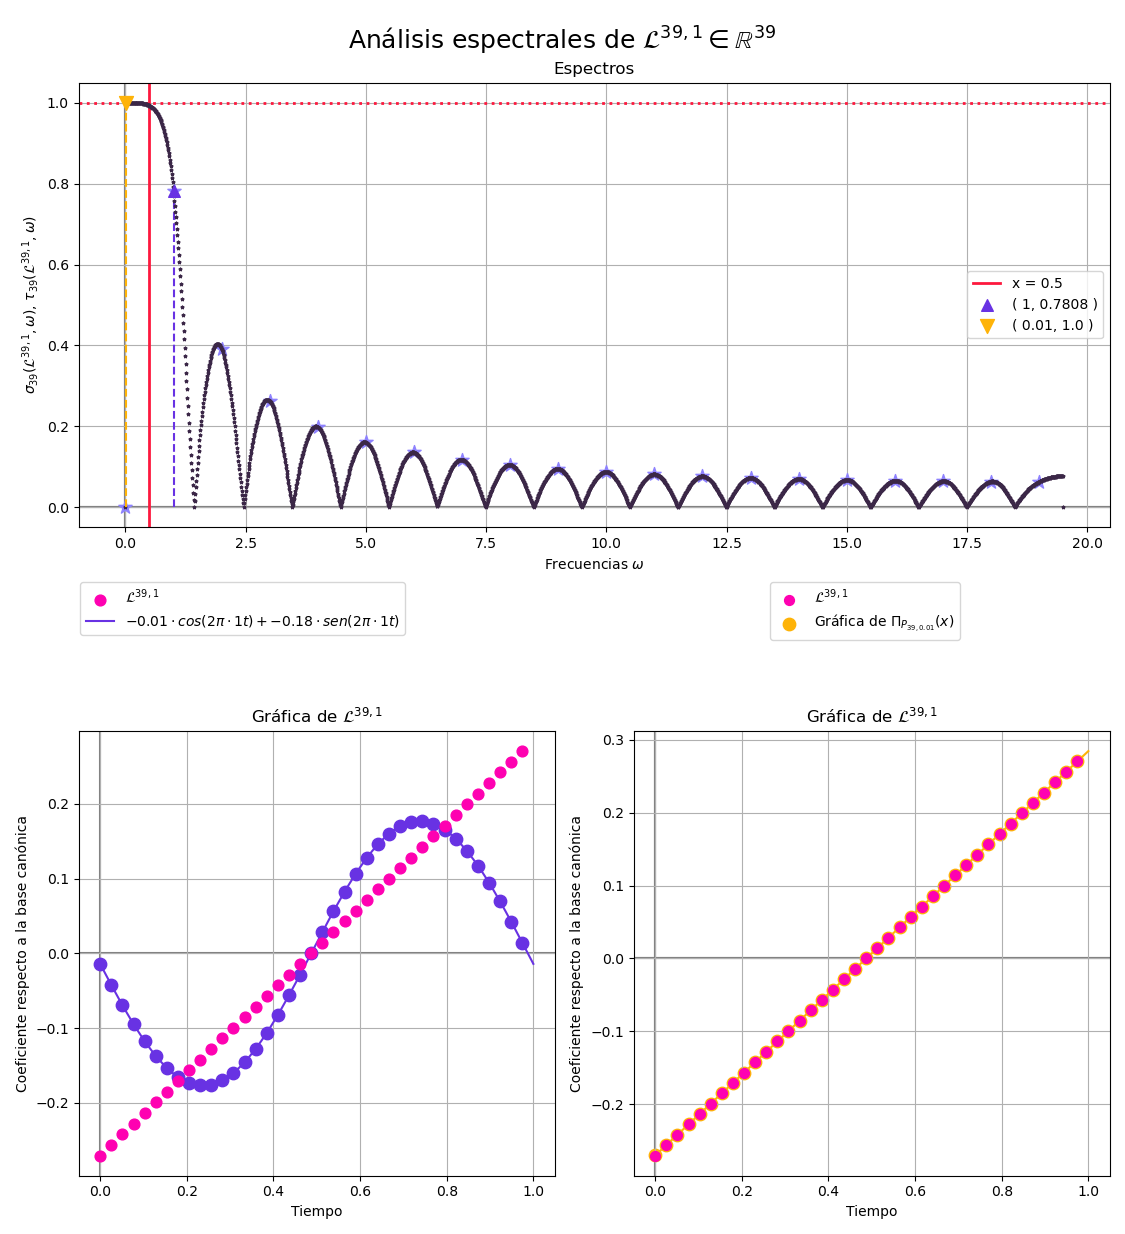 Análisis espectrales de $\mathcal{L}^{39,1} \in \mathbb{R}^{39}$
Espectros
1.0
0.8
0.6
0.4
0.2
0.0
$\sigma_{39}(\mathcal{L}^{39,1}, \omega), \tau_{39}(\mathcal{L}^{39,1}, \omega)$
x = 0.5
( 1, 0.7808 )
( 0.01, 1.0 )
0.0 2.5 5.0 7.5 10.0 12.5 15.0 17.5 20.0
Frecuencias $\omega$
$\mathcal{L}^{39,1}$
$-0.01 \cdot cos(2\pi \cdot 1t) + -0.18 \cdot sen(2\pi \cdot 1t)$
$\mathcal{L}^{39,1}$
Gráfica de $\Pi_{P_{39,0.01}}(x)$
Gráfica de $\mathcal{L}^{39,1}$
0.2
0.1
0.0
−0.1
−0.2
Coeficiente respecto a la base canónica
0.0 0.2 0.4 0.6 0.8 1.0
Tiempo
Gráfica de $\mathcal{L}^{39,1}$
0.3
0.2
0.1
0.0
−0.1
−0.2
Coeficiente respecto a la base canónica
0.0 0.2 0.4 0.6 0.8 1.0
Tiempo